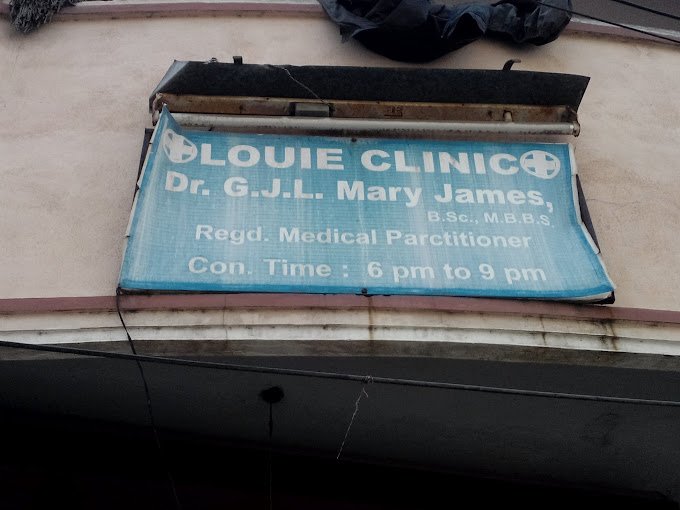 LOUIE CLINIC
Dr. G.J.L. Mary James,
B.Sc., M.B.B.S.
Regd. Medical Parctitioner
Con. Time : 6 pm to 9 pm